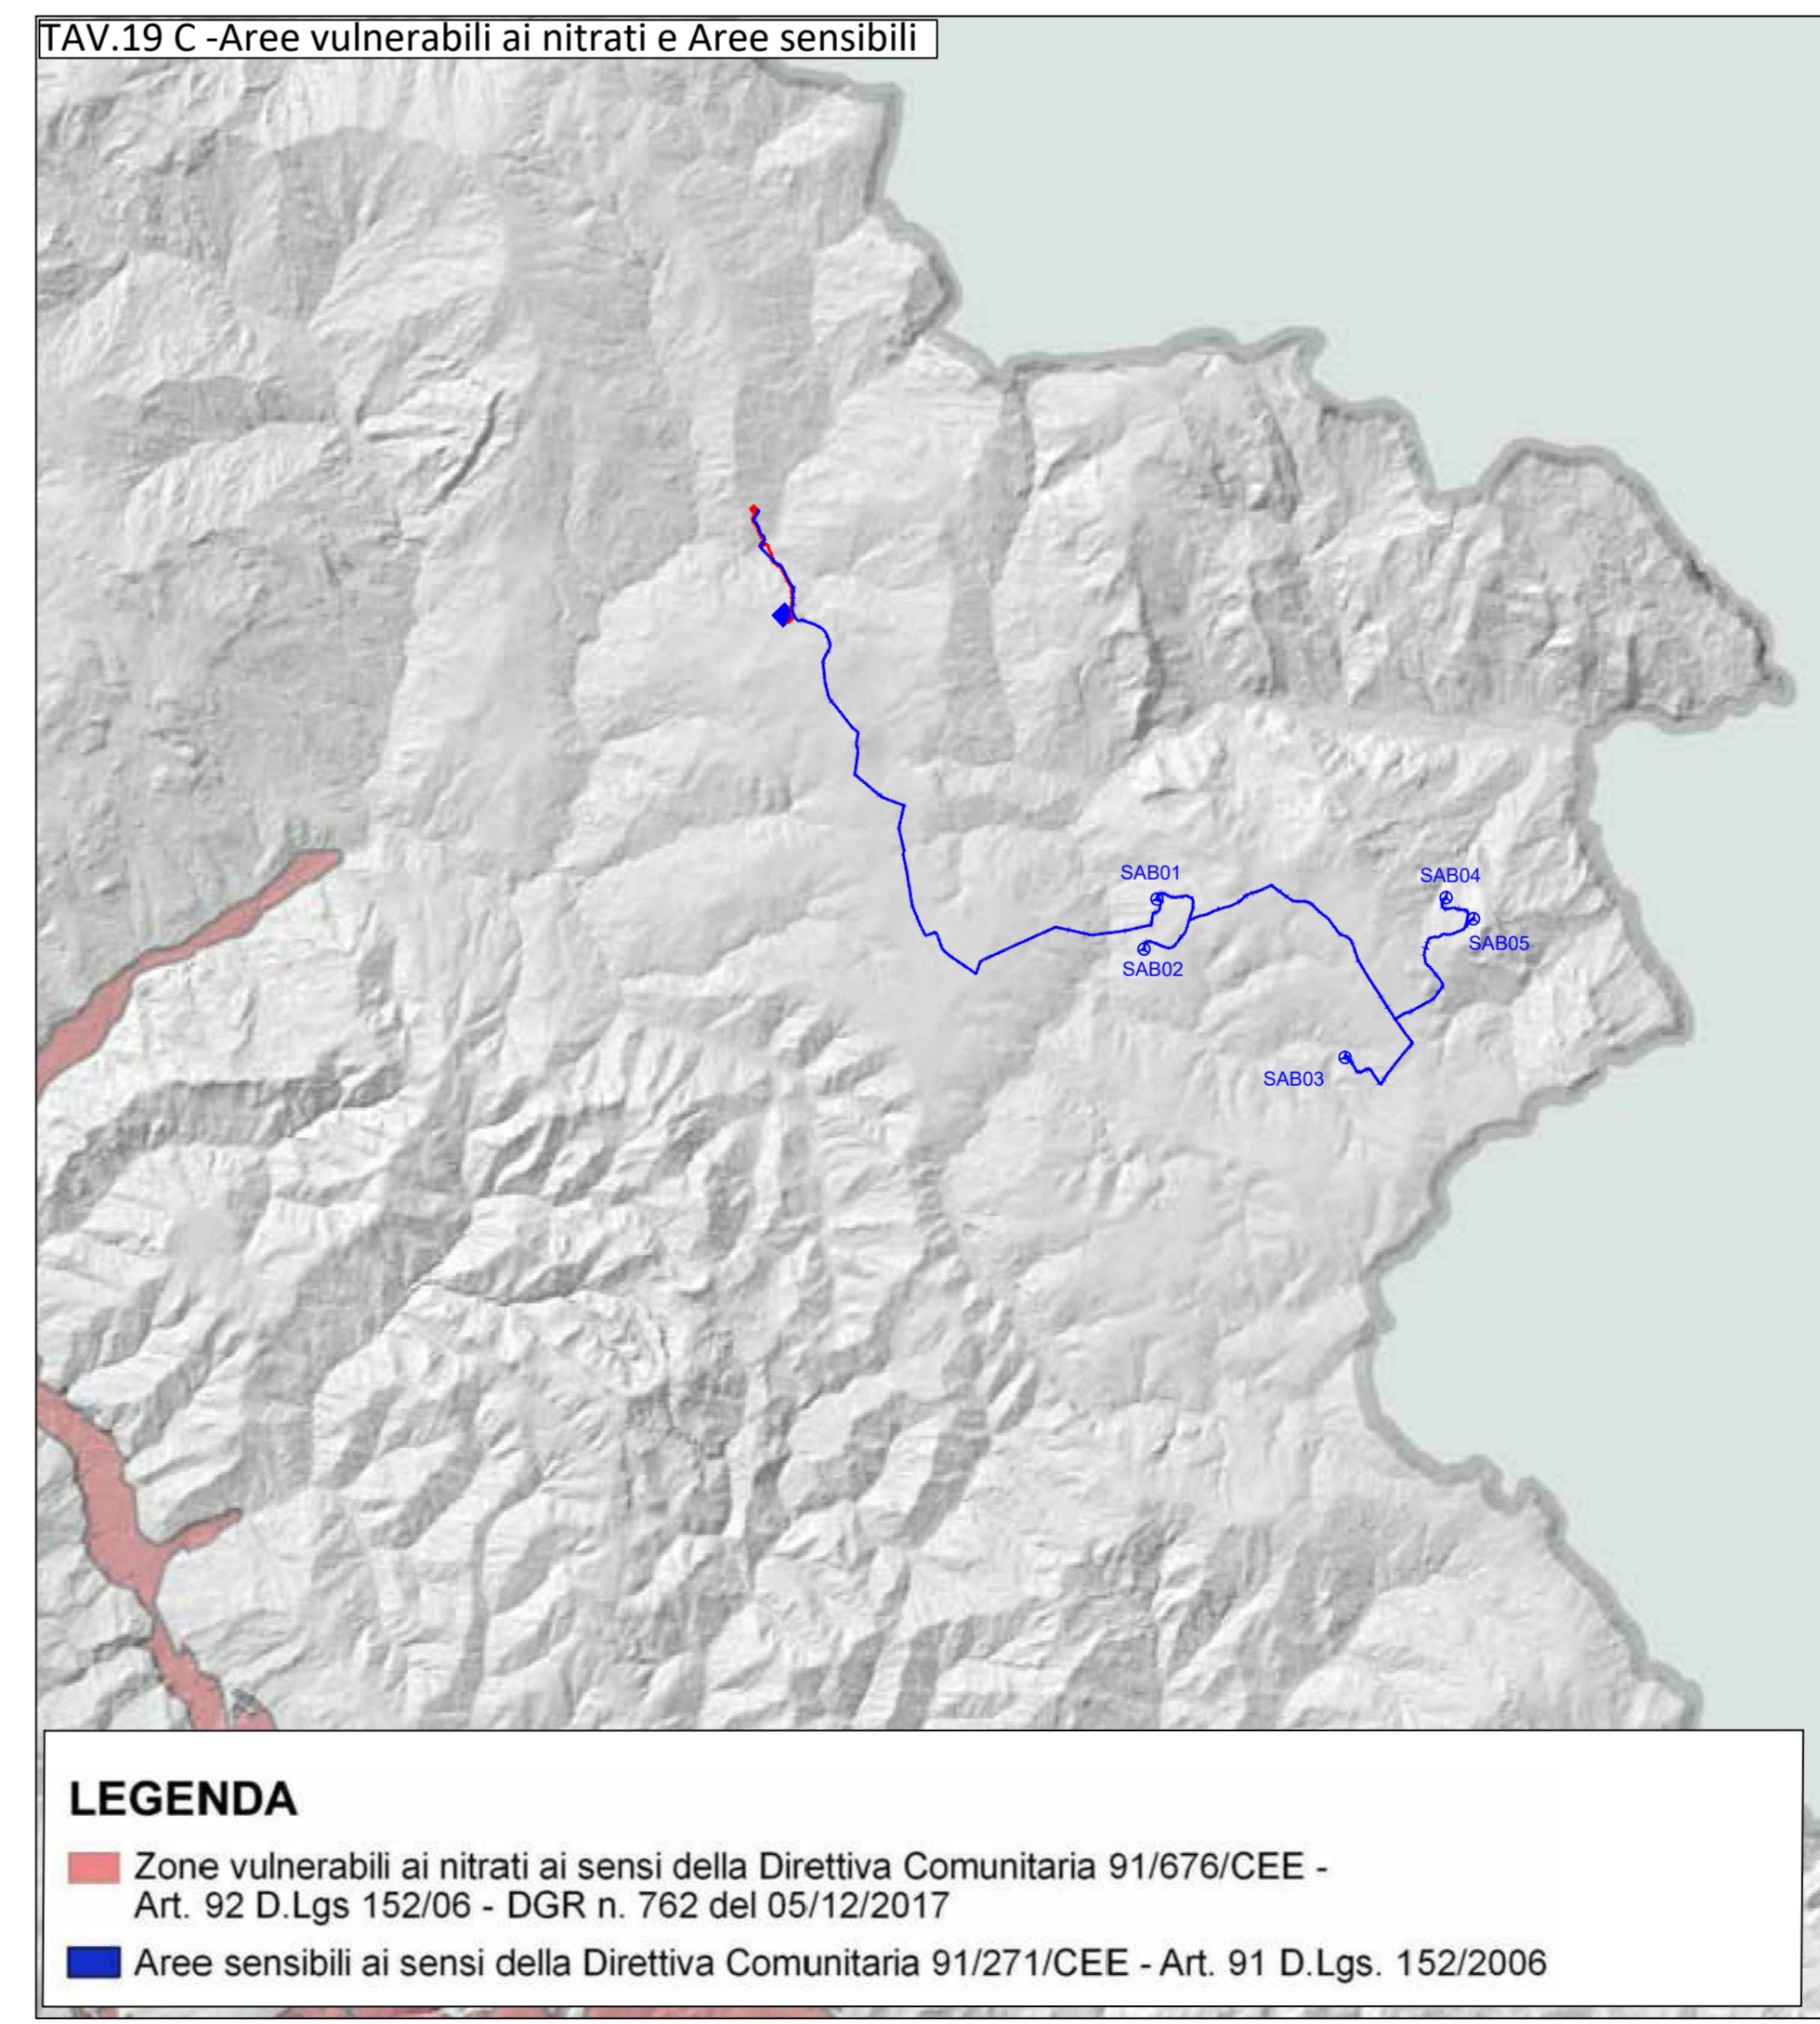 TAV.19 C -Aree vulnerabili ai nitrati e Aree sensibili
SAB01
SAB04
SAB05
SAB02
SAB03
LEGENDA
Zone vulnerabili ai nitrati ai sensi della Direttiva Comunitaria 91/676/CEE -
Art. 92 D.Lgs 152/06 - DGR n. 762 del 05/12/2017
Aree sensibili ai sensi della Direttiva Comunitaria 91/271/CEE - Art. 91 D.Lgs. 152/2006